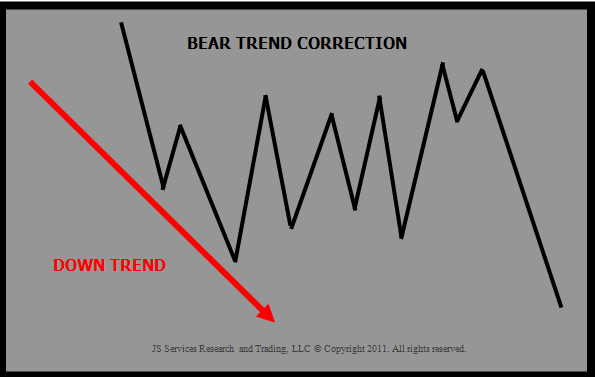 BEAR TREND CORRECTION
DOWN TREND
JS Services Research and Trading, LLC © Copyright 2011. All rights reserved.